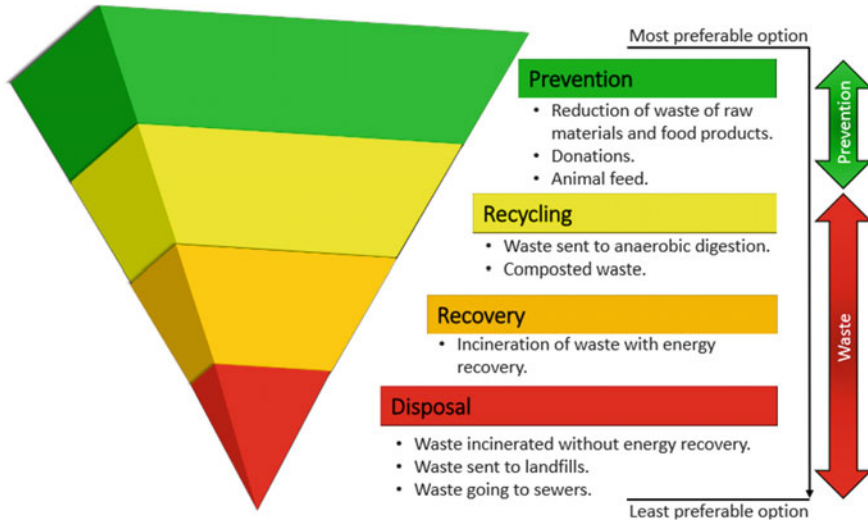 Most preferable option
Prevention
• Reduction of waste of raw
materials and food products.
• Donations.
• Animal feed.
Prevention
Recycling
• Waste sent to anaerobic digestion.
• Composted waste.
Recovery
• Incineration of waste with energy
recovery.
Waste
Disposal
• Waste incinerated without energy recovery.
• Waste sent to landfills.
• Waste going to sewers.
Least preferable option